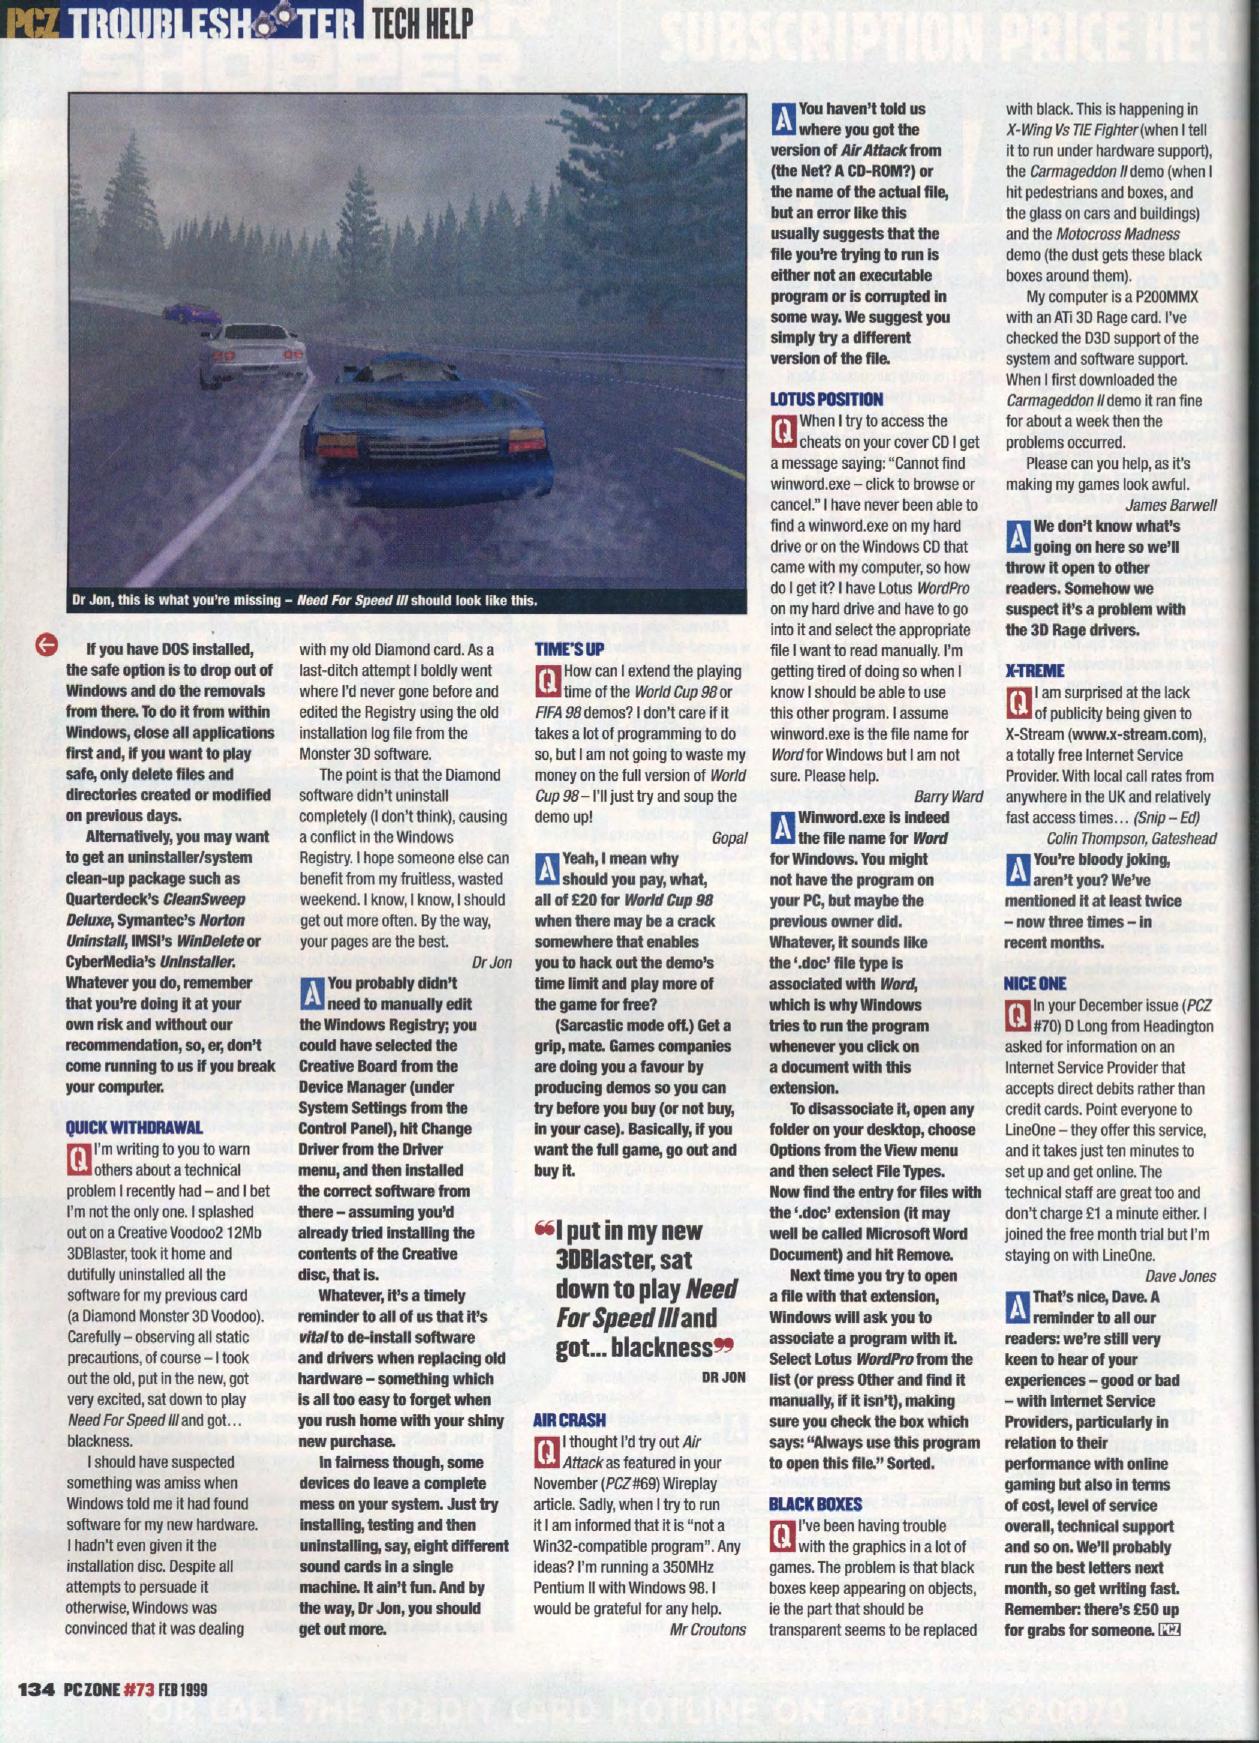 PCZ TROUBLESHOOTER TECH HELP
Dr Jon, this is what you're missing – Need For Speed III should look like this.
If you have DOS installed,
the safe option is to drop out of
Windows and do the removals
from there. To do it from within
Windows, close all applications
first and, if you want to play
safe, only delete files and
directories created or modified
on previous days.
Alternatively, you may want
to get an uninstaller/system
clean-up package such as
Quarterdeck's CleanSweep
Deluxe, Symantec's Norton
Uninstall, IMSI's WinDelete or
CyberMedia's UnInstaller.
Whatever you do, remember
that you're doing it at your
own risk and without our
recommendation, so, er, don't
come running to us if you break
your computer.
QUICK WITHDRAWAL
Q I'm writing to you to warn
others about a technical
problem I recently had – and I bet
I'm not the only one. I splashed
out on a Creative Voodoo2 12Mb
3DBlaster, took it home and
dutifully uninstalled all the
software for my previous card
(a Diamond Monster 3D Voodoo).
Carefully – observing all static
precautions, of course – I took
out the old, put in the new, got
very excited, sat down to play
Need For Speed III and got…
blackness.
I should have suspected
something was amiss when
Windows told me it had found
software for my new hardware.
I hadn't even given it the
installation disc. Despite all
attempts to persuade it
otherwise, Windows was
convinced that it was dealing
with my old Diamond card. As a
last-ditch attempt I boldly went
where I'd never gone before and
edited the Registry using the old
installation log file from the
Monster 3D software.
The point is that the Diamond
software didn't uninstall
completely (I don't think), causing
a conflict in the Windows
Registry. I hope someone else can
benefit from my fruitless, wasted
weekend. I know, I know, I should
get out more often. By the way,
your pages are the best.
Dr Jon
A You probably didn't
need to manually edit
the Windows Registry; you
could have selected the
Creative Board from the
Device Manager (under
System Settings from the
Control Panel), hit Change
Driver from the Driver
menu, and then installed
the correct software from
there – assuming you'd
already tried installing the
contents of the Creative
disc, that is.
Whatever, it's a timely
reminder to all of us that it's
vital to de-install software
and drivers when replacing old
hardware – something which
is all too easy to forget when
you rush home with your shiny
new purchase.
In fairness though, some
devices do leave a complete
mess on your system. Just try
installing, testing and then
uninstalling, say, eight different
sound cards in a single
machine. It ain't fun. And by
the way, Dr Jon, you should
get out more.
TIME'S UP
Q How can I extend the playing
time of the World Cup 98 or
FIFA 98 demos? I don't care if it
takes a lot of programming to do
so, but I am not going to waste my
money on the full version of World
Cup 98 – I'll just try and soup the
demo up!
Gopal
A Yeah, I mean why
should you pay, what,
all of £20 for World Cup 98
when there may be a crack
somewhere that enables
you to hack out the demo's
time limit and play more of
the game for free?
(Sarcastic mode off.) Get a
grip, mate. Games companies
are doing you a favour by
producing demos so you can
try before you buy (or not buy,
in your case). Basically, if you
want the full game, go out and
buy it.
“I put in my new
3DBlaster, sat
down to play Need
For Speed III and
got... blackness”
DR JON
AIR CRASH
Q I thought I'd try out Air
Attack as featured in your
November (PCZ #69) Wireplay
article. Sadly, when I try to run
it I am informed that it is “not a
Win32-compatible program”. Any
ideas? I'm running a 350MHz
Pentium II with Windows 98. I
would be grateful for any help.
Mr Croutons
A You haven't told us
where you got the
version of Air Attack from
(the Net? A CD-ROM?) or
the name of the actual file,
but an error like this
usually suggests that the
file you're trying to run is
either not an executable
program or is corrupted in
some way. We suggest you
simply try a different
version of the file.
LOTUS POSITION
Q When I try to access the
cheats on your cover CD I get
a message saying: “Cannot find
winword.exe – click to browse or
cancel.” I have never been able to
find a winword.exe on my hard
drive or on the Windows CD that
came with my computer, so how
do I get it? I have Lotus WordPro
on my hard drive and have to go
into it and select the appropriate
file I want to read manually. I'm
getting tired of doing so when I
know I should be able to use
this other program. I assume
winword.exe is the file name for
Word for Windows but I am not
sure. Please help.
Barry Ward
A Winword.exe is indeed
the file name for Word
for Windows. You might
not have the program on
your PC, but maybe the
previous owner did.
Whatever, it sounds like
the '.doc' file type is
associated with Word,
which is why Windows
tries to run the program
whenever you click on
a document with this
extension.
To disassociate it, open any
folder on your desktop, choose
Options from the View menu
and then select File Types.
Now find the entry for files with
the '.doc' extension (it may
well be called Microsoft Word
Document) and hit Remove.
Next time you try to open
a file with that extension,
Windows will ask you to
associate a program with it.
Select Lotus WordPro from the
list (or press Other and find it
manually, if it isn't), making
sure you check the box which
says: “Always use this program
to open this file.” Sorted.
BLACK BOXES
Q I've been having trouble
with the graphics in a lot of
games. The problem is that black
boxes keep appearing on objects,
ie the part that should be
transparent seems to be replaced
with black. This is happening in
X-Wing Vs TIE Fighter (when I tell
it to run under hardware support),
the Carmageddon II demo (when I
hit pedestrians and boxes, and
the glass on cars and buildings)
and the Motocross Madness
demo (the dust gets these black
boxes around them).
My computer is a P200MMX
with an ATi 3D Rage card. I've
checked the D3D support of the
system and software support.
When I first downloaded the
Carmageddon II demo it ran fine
for about a week then the
problems occurred.
Please can you help, as it's
making my games look awful.
James Barwell
A We don't know what's
going on here so we'll
throw it open to other
readers. Somehow we
suspect it's a problem with
the 3D Rage drivers.
X-TREME
Q I am surprised at the lack
of publicity being given to
X-Stream (www.x-stream.com),
a totally free Internet Service
Provider. With local call rates from
anywhere in the UK and relatively
fast access times… (Snip – Ed)
Colin Thompson, Gateshead
A You're bloody joking,
aren't you? We've
mentioned it at least twice
– now three times – in
recent months.
NICE ONE
Q In your December issue (PCZ
#70) D Long from Headington
asked for information on an
Internet Service Provider that
accepts direct debits rather than
credit cards. Point everyone to
LineOne – they offer this service,
and it takes just ten minutes to
set up and get online. The
technical staff are great too and
don't charge £1 a minute either. I
joined the free month trial but I'm
staying on with LineOne.
Dave Jones
A That's nice, Dave. A
reminder to all our
readers: we're still very
keen to hear of your
experiences – good or bad
– with Internet Service
Providers, particularly in
relation to their
performance with online
gaming but also in terms
of cost, level of service
overall, technical support
and so on. We'll probably
run the best letters next
month, so get writing fast.
Remember: there's £50 up
for grabs for someone. PCZ
134 PC ZONE #73 FEB 1999